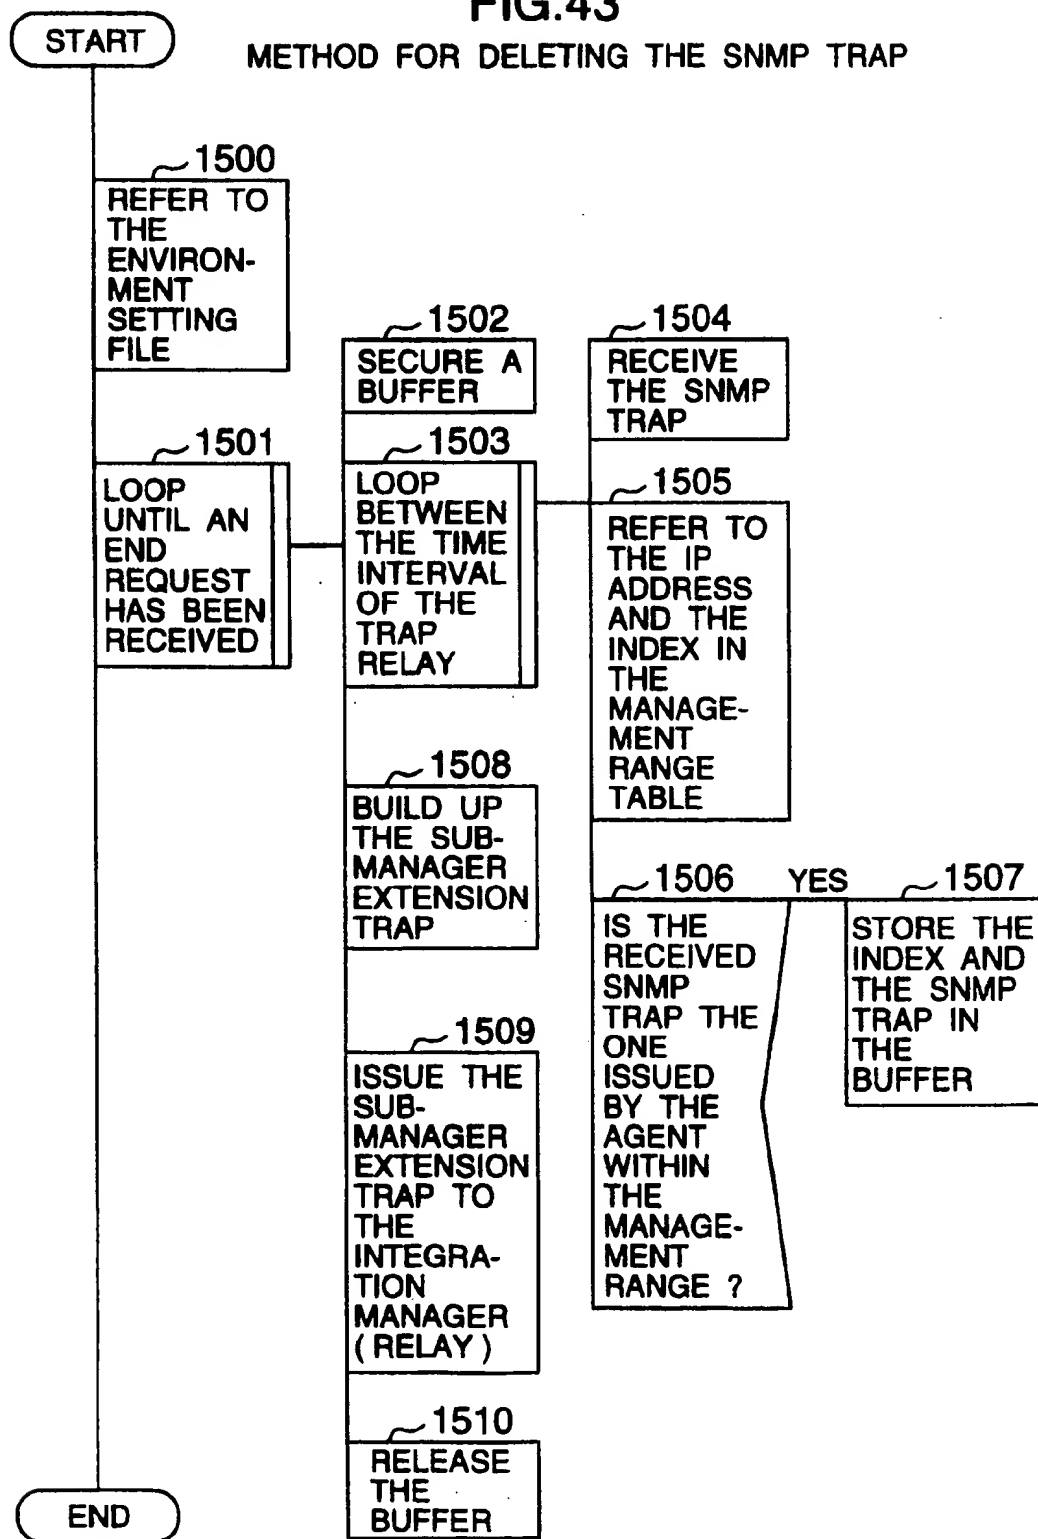 FIG.43
METHOD FOR DELETING THE SNMP TRAP
START
1500
REFER TO
THE
ENVIRON-
MENT
SETTING
FILE
1501
LOOP
UNTIL AN
END
REQUEST
HAS BEEN
RECEIVED
1502
SECURE A
BUFFER
1503
LOOP
BETWEEN
THE TIME
INTERVAL
OF THE
TRAP
RELAY
1504
RECEIVE
THE SNMP
TRAP
1505
REFER TO
THE IP
ADDRESS
AND THE
INDEX IN
THE
MANAGE-
MENT
RANGE
TABLE
1506
IS THE
RECEIVED
SNMP
TRAP THE
ONE
ISSUED
BY THE
AGENT
WITHIN
THE
MANAGE-
MENT
RANGE ?
YES
1507
STORE THE
INDEX AND
THE SNMP
TRAP IN
THE
BUFFER
1508
BUILD UP
THE SUB-
MANAGER
EXTENSION
TRAP
1509
ISSUE THE
SUB-
MANAGER
EXTENSION
TRAP TO
THE
INTEGRA-
TION
MANAGER
(RELAY)
1510
RELEASE
THE
BUFFER
END